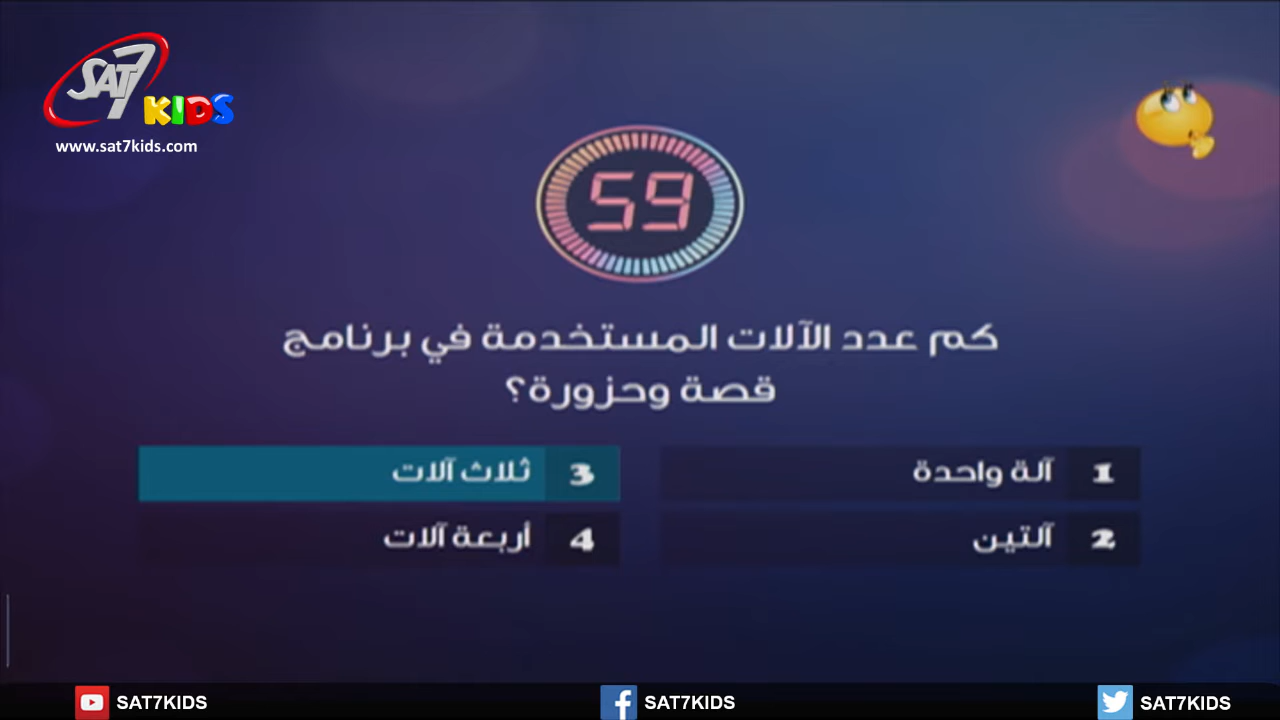 SAT7 KIDS
www.sat7kids.com
59
كم عدد الآلات المستخدمة في برنامج
قصة وحزورة؟
1 آلة واحدة
2 آلتين
3 ثلاث آلات
4 أربعة آلات
SAT7KIDS
SAT7KIDS
SAT7KIDS